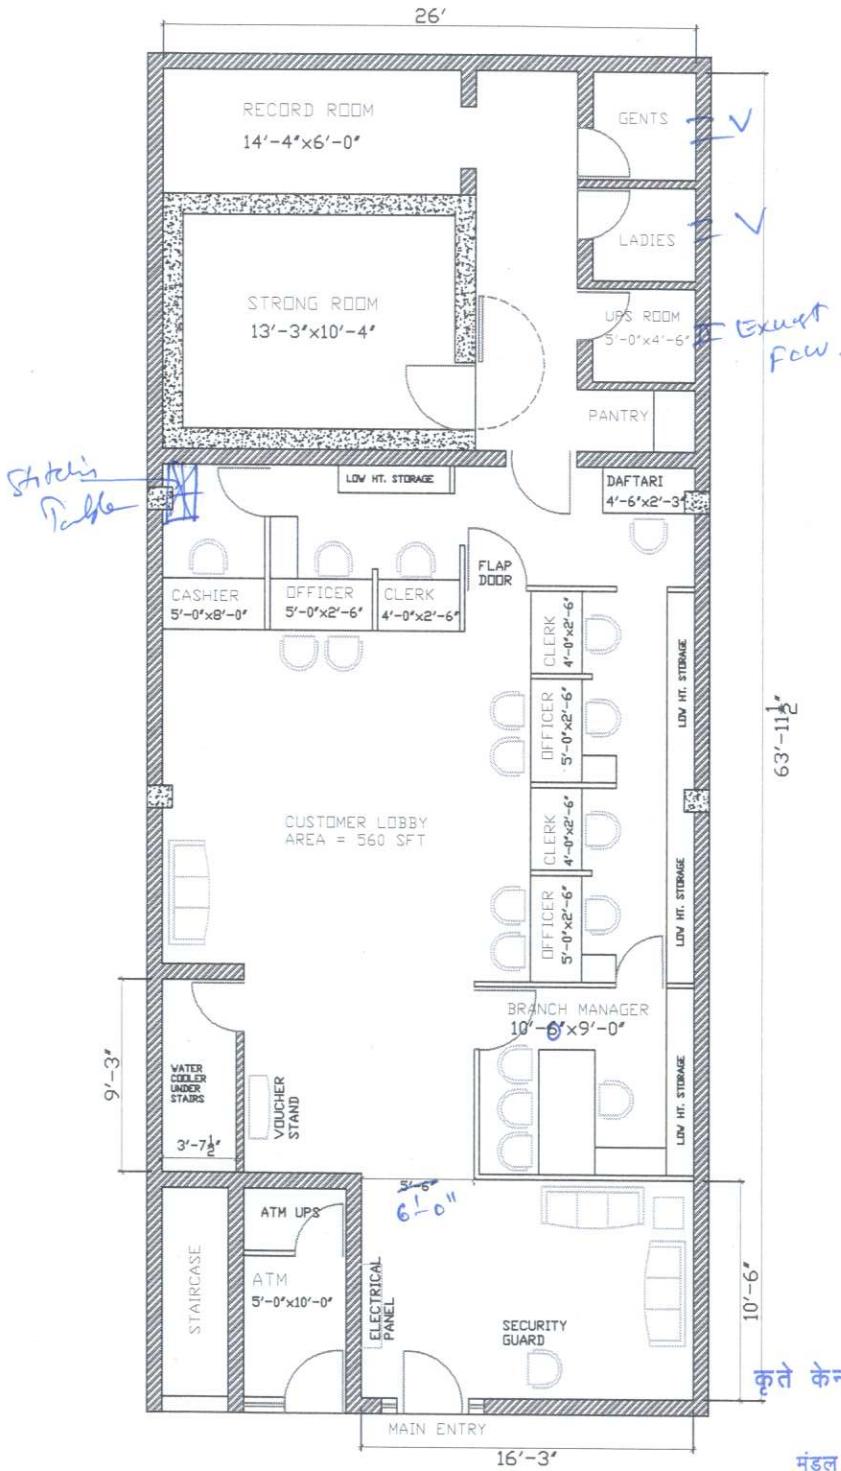 26'
RECORD ROOM
14'-4"x6'-0"
GENTS
V
LADIES
V
STRONG ROOM
13'-3"x10'-4"
UPS ROOM
5'-0"x4'-6"
PANTRY
LOW HT. STORAGE
DAFTARI
4'-6"x2'-3"
FLAP
DOOR
CASHIER
5'-0"x8'-0"
OFFICER
5'-0"x2'-6"
CLERK
4'-0"x2'-6"
CLERK
4'-0"x2'-6"
OFFICER
5'-0"x2'-6"
CLERK
4'-0"x2'-6"
OFFICER
5'-0"x2'-6"
LOW HT. STORAGE
LOW HT. STORAGE
63'-11½"
CUSTOMER LOBBY
AREA = 560 SFT
BRANCH MANAGER
10'-6"x9'-0"
LOW HT. STORAGE
9'-3"
WATER
COOLER
UNDER
STAIRS
3'-7½"
VOUCHER
STAND
5'-6"
6'-0"
ATM UPS
ATM
5'-0"x10'-0"
STAIRCASE
ELECTRICAL
PANEL
SECURITY
GUARD
10'-6"
MAIN ENTRY
16'-3"
कृते
मंडल